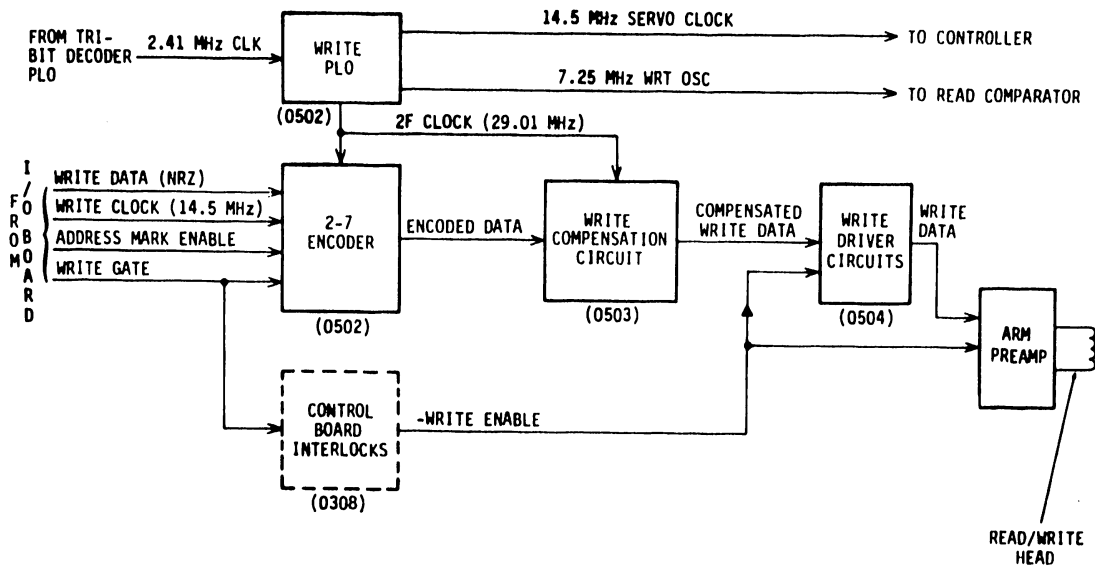 14.5 MHz SERVO CLOCK
TO CONTROLLER
FROM TRI-
BIT DECODER
PLO
2.41 MHz CLK
WRITE
PLO
7.25 MHz WRT OSC
TO READ COMPARATOR
(0502)
2F CLOCK (29.01 MHz)
FROM
I/O BOARD
WRITE DATA (NRZ)
WRITE CLOCK (14.5 MHz)
ADDRESS MARK ENABLE
WRITE GATE
2-7
ENCODER
(0502)
ENCODED DATA
WRITE
COMPENSATION
CIRCUIT
(0503)
COMPENSATED
WRITE DATA
WRITE
DRIVER
CIRCUITS
(0504)
WRITE
DATA
ARM
PREAMP
CONTROL
BOARD
INTERLOCKS
(0308)
-WRITE ENABLE
READ/WRITE
HEAD